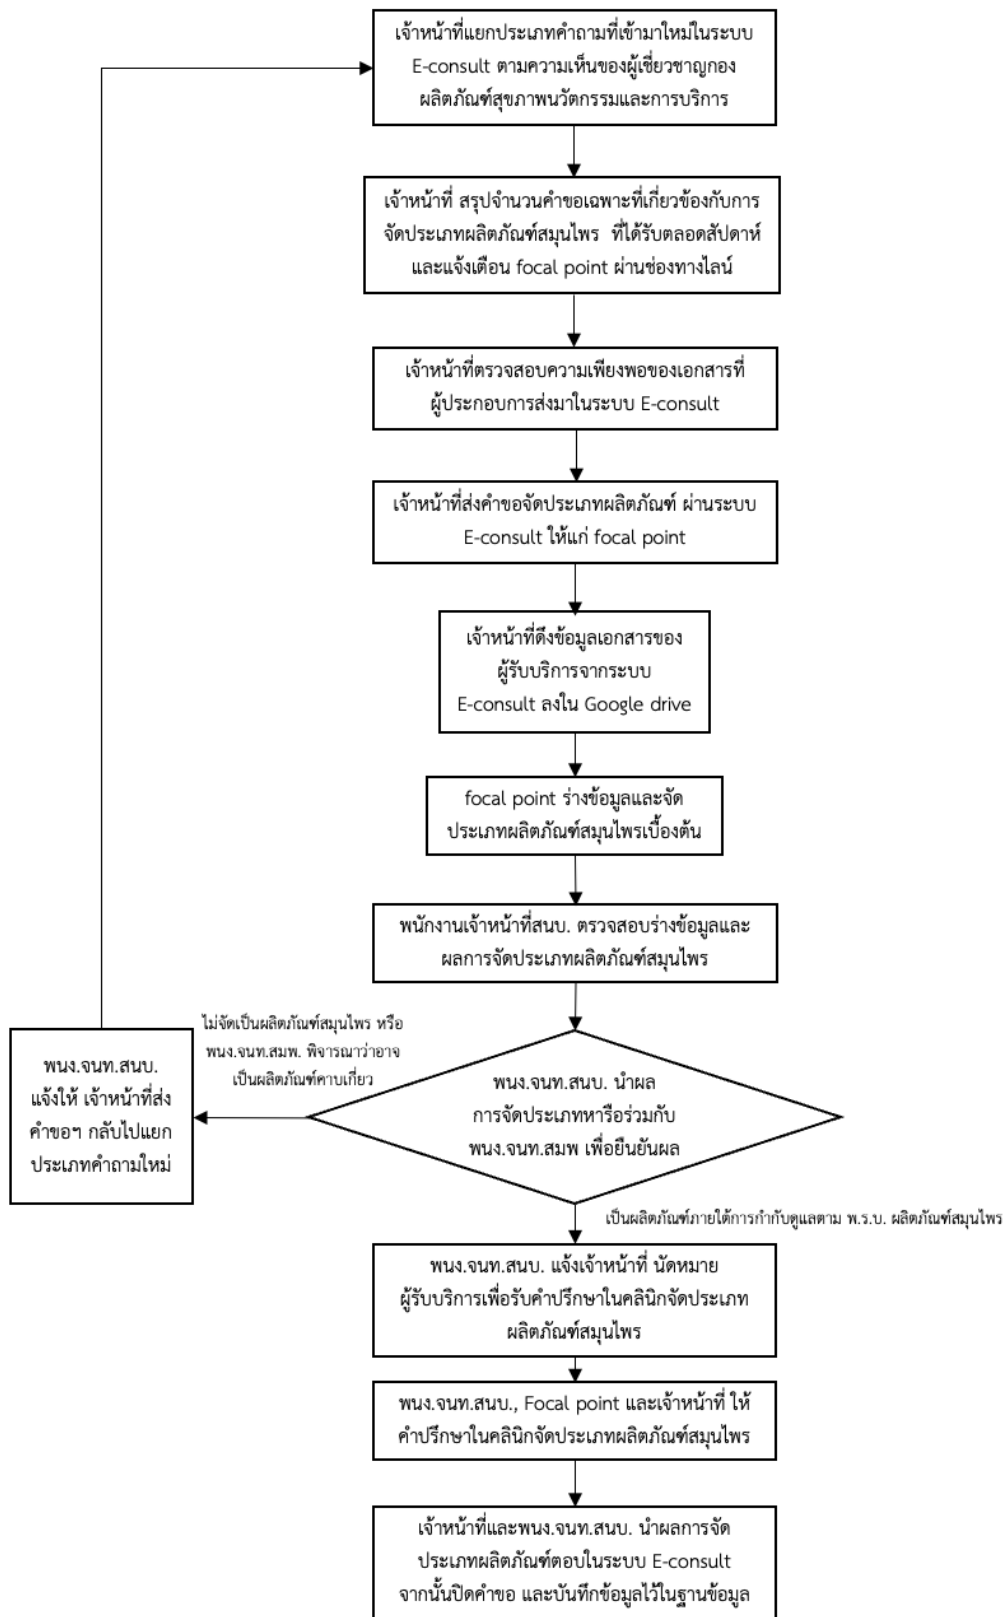 เจ้าหน้าที่แยกประเภทคำถามที่เข้ามาใหม่ในระบบ
E-consult ตามความเห็นของผู้เชี่ยวชาญกอง
ผลิตภัณฑ์สุขภาพนวัตกรรมและการบริการ
เจ้าหน้าที่ สรุปจำนวนคำขอเฉพาะที่เกี่ยวข้องกับการ
จัดประเภทผลิตภัณฑ์สมุนไพร ที่ได้รับตลอดสัปดาห์
และแจ้งเตือน focal point ผ่านช่องทางไลน์
เจ้าหน้าที่ตรวจสอบความเพียงพอของเอกสารที่
ผู้ประกอบการส่งมาในระบบ E-consult
เจ้าหน้าที่ส่งคำขอจัดประเภทผลิตภัณฑ์ ผ่านระบบ
E-consult ให้แก่ focal point
เจ้าหน้าที่ดึงข้อมูลเอกสารของ
ผู้รับบริการจากระบบ
E-consult ลงใน Google drive
focal point ร่างข้อมูลและจัด
ประเภทผลิตภัณฑ์สมุนไพรเบื้องต้น
พนักงานเจ้าหน้าที่สนบ. ตรวจสอบร่างข้อมูลและ
ผลการจัดประเภทผลิตภัณฑ์สมุนไพร
ไม่จัดเป็นผลิตภัณฑ์สมุนไพร หรือ
พนง.จนท.สมพ. พิจารณาว่าอาจ
เป็นผลิตภัณฑ์คาบเกี่ยว
พนง.จนท.สนบ.
แจ้งให้ เจ้าหน้าที่ส่ง
คำขอฯ กลับไปแยก
ประเภทคำถามใหม่
พนง.จนท.สนบ. นำผล
การจัดประเภทหารือร่วมกับ
พนง.จนท.สมพ เพื่อยืนยันผล
เป็นผลิตภัณฑ์ภายใต้การกำกับดูแลตาม พ.ร.บ. ผลิตภัณฑ์สมุนไพร
พนง.จนท.สนบ. แจ้งเจ้าหน้าที่ นัดหมาย
ผู้รับบริการเพื่อรับคำปรึกษาในคลินิกจัดประเภท
ผลิตภัณฑ์สมุนไพร
พนง.จนท.สนบ., Focal point และเจ้าหน้าที่ ให้
คำปรึกษาในคลินิกจัดประเภทผลิตภัณฑ์สมุนไพร
เจ้าหน้าที่และพนง.จนท.สนบ. นำผลการจัด
ประเภทผลิตภัณฑ์ตอบในระบบ E-consult
จากนั้นปิดคำขอ และบันทึกข้อมูลไว้ในฐานข้อมูล